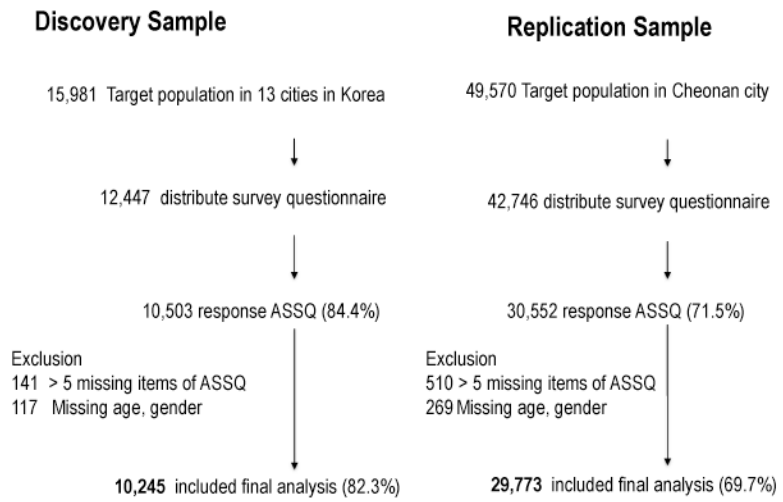 Discovery Sample
15,981 Target population in 13 cities in Korea
12,447 distribute survey questionnaire
10,503 response ASSQ (84.4%)
Exclusion
141 > 5 missing items of ASSQ
117 Missing age, gender
10,245 included final analysis (82.3%)
Replication Sample
49,570 Target population in Cheonan city
42,746 distribute survey questionnaire
30,552 response ASSQ (71.5%)
Exclusion
510 > 5 missing items of ASSQ
269 Missing age, gender
29,773 included final analysis (69.7%)